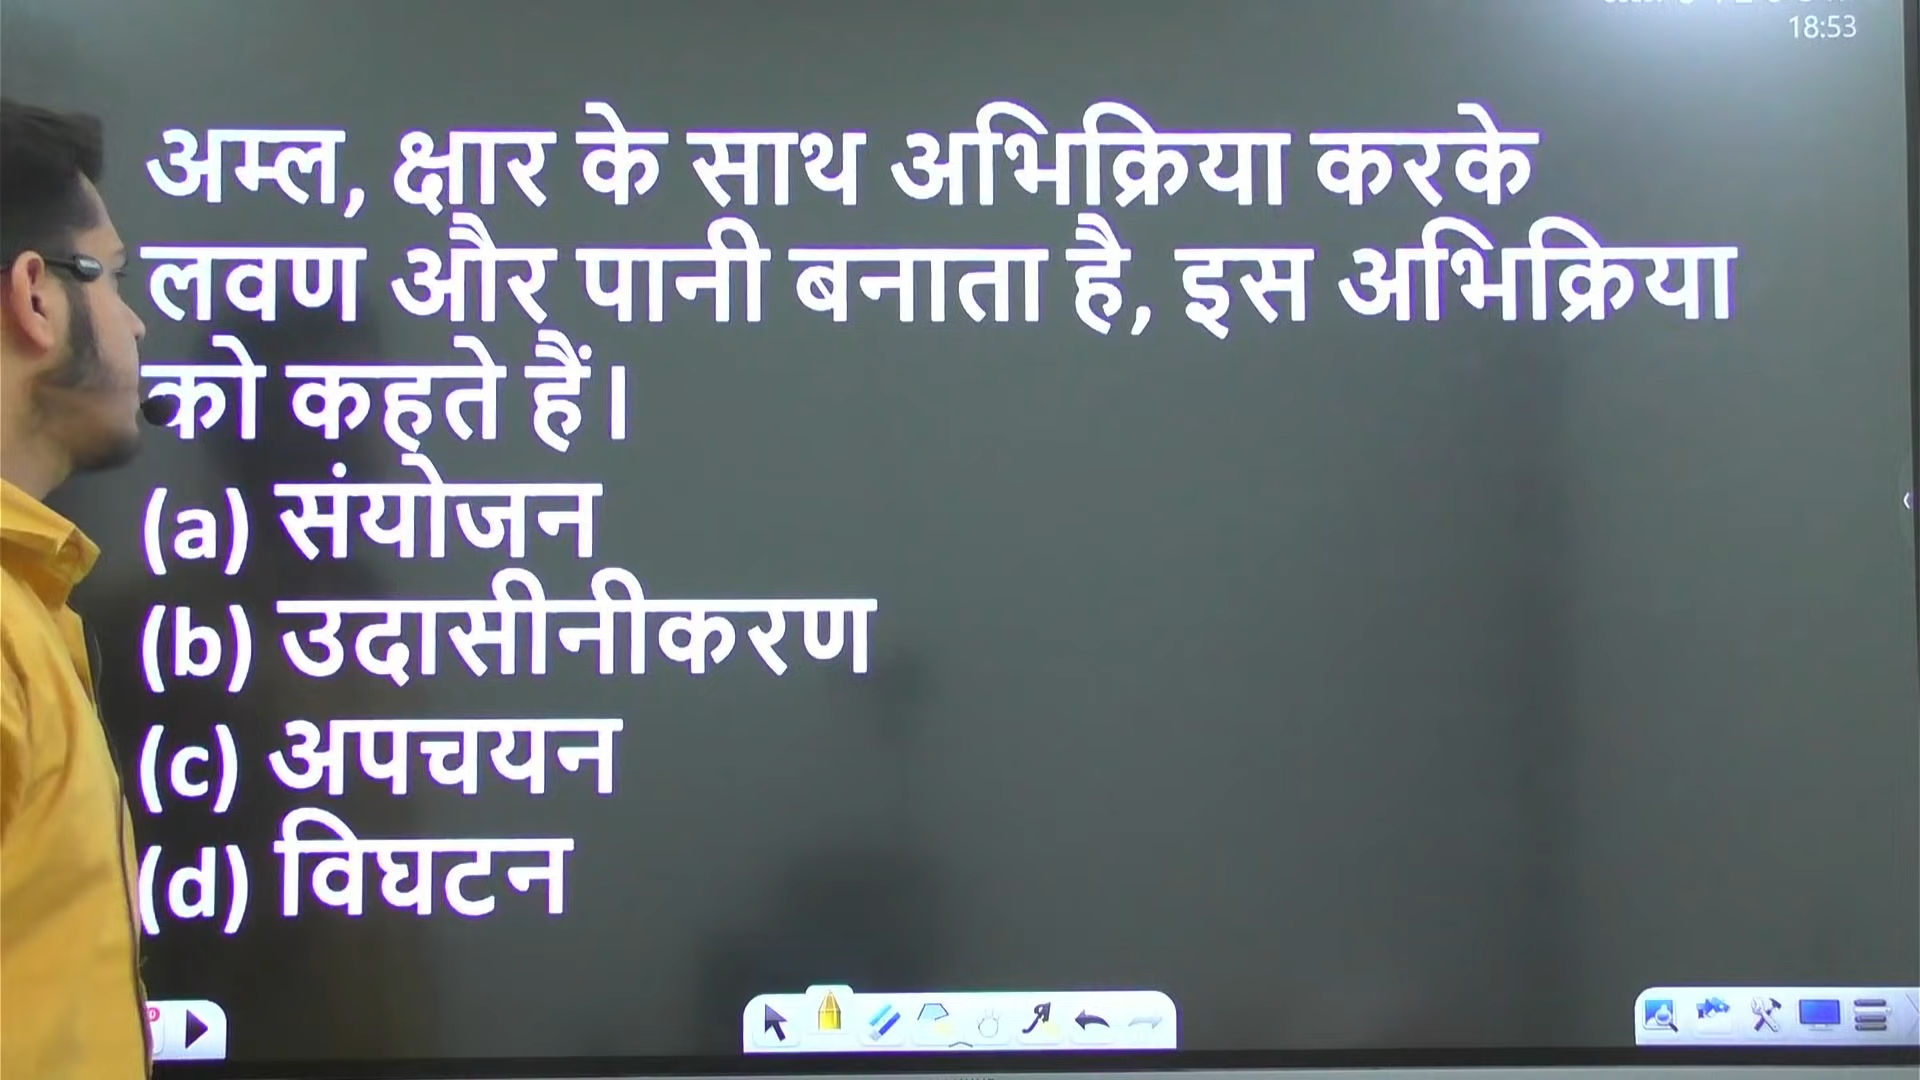 18:53
अम्ल, क्षार के साथ अभिक्रिया करके
लवण और पानी बनाता है, इस अभिक्रिया
को कहते हैं।
(a) संयोजन
(b) उदासीनीकरण
(c) अपचयन
(d) विघटन